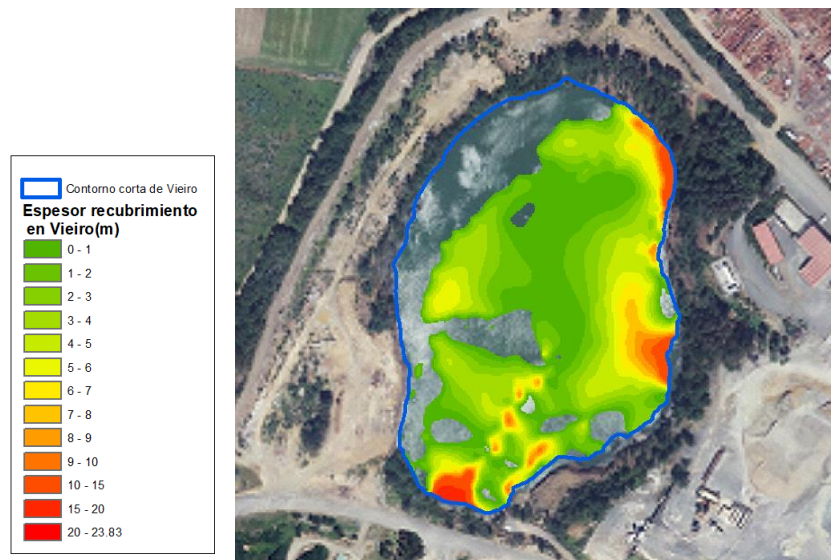 Contorno corta de Vieiro
Espesor recubrimiento
en Vieiro(m)
0 - 1
1 - 2
2 - 3
3 - 4
4 - 5
5 - 6
6 - 7
7 - 8
8 - 9
9 - 10
10 - 15
15 - 20
20 - 23.83